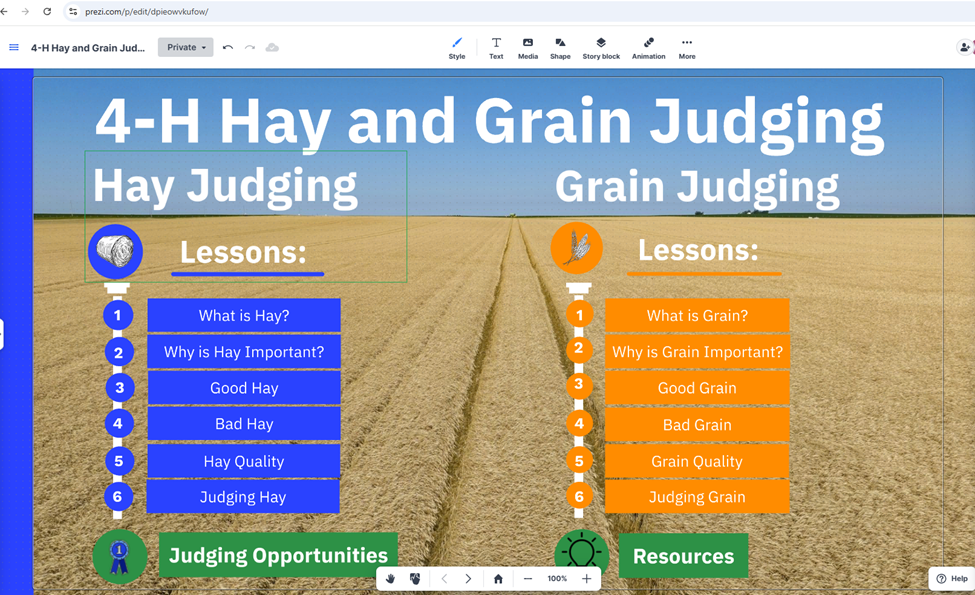 prezi.com/p/edit/dpieowvkufow/
4-H Hay and Grain Jud...
Private
Style
Text
Media
Shape
Story block
Animation
More
4-H Hay and Grain Judging
Hay Judging
Lessons:
1 What is Hay?
2 Why is Hay Important?
3 Good Hay
4 Bad Hay
5 Hay Quality
6 Judging Hay
1 Judging Opportunities
Grain Judging
Lessons:
1 What is Grain?
2 Why is Grain Important?
3 Good Grain
4 Bad Grain
5 Grain Quality
6 Judging Grain
Resources
100%
Help